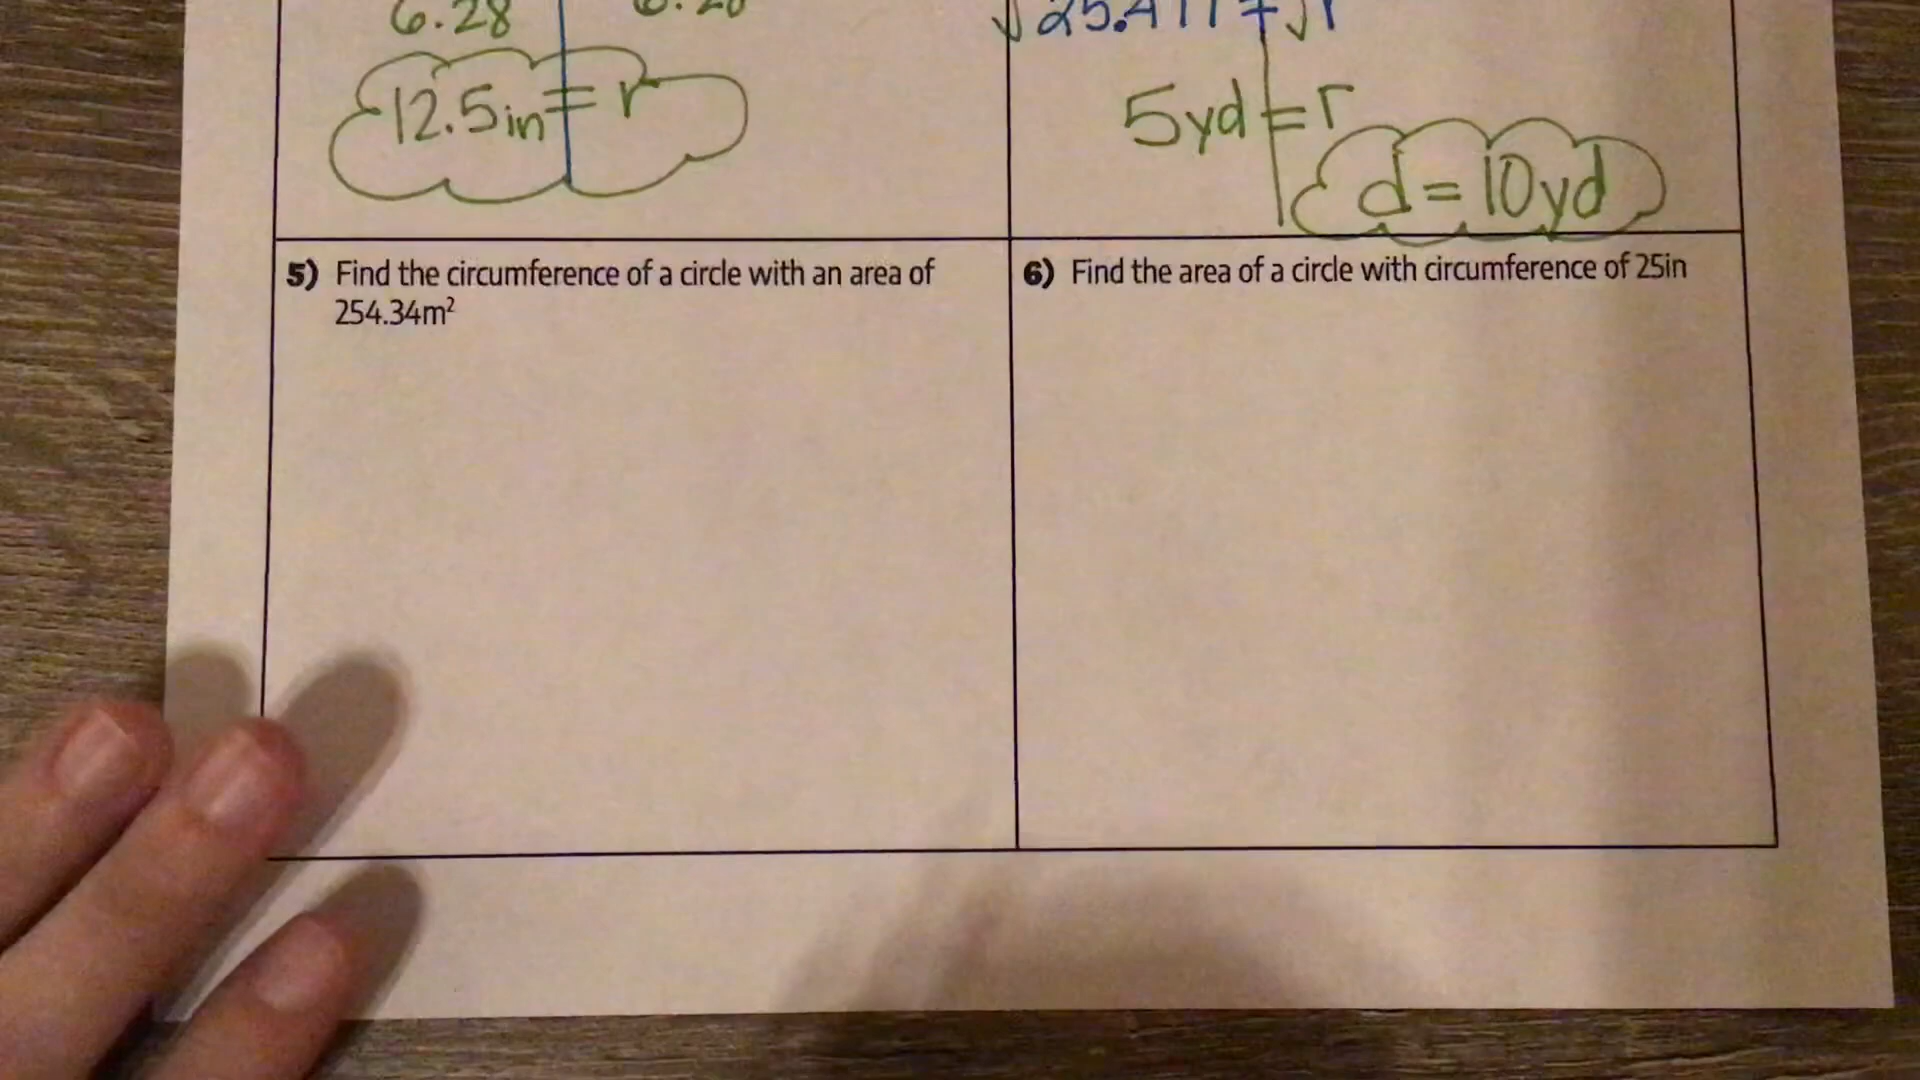 6.28
12.5in = r
5yd = r
d = 10yd
5) Find the circumference of a circle with an area of
254.34m²
6) Find the area of a circle with circumference of 25in